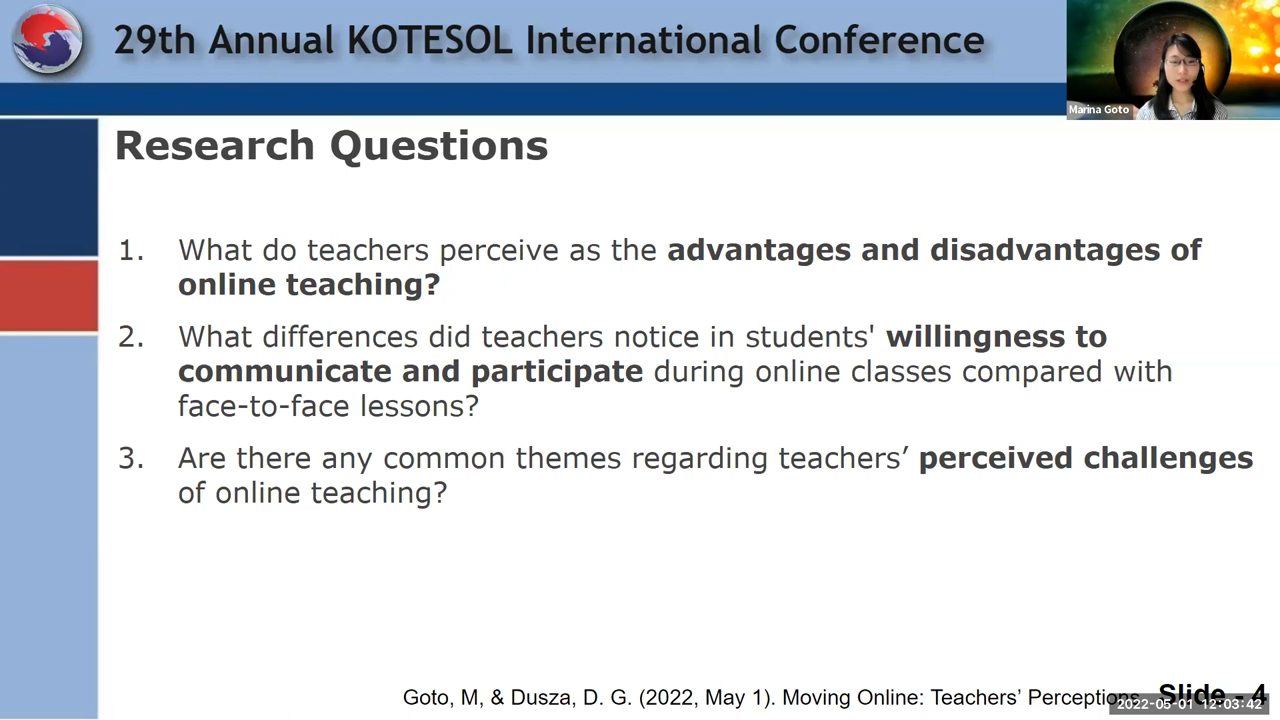 29th Annual KOTESOL International Conference
Marina Goto
Research Questions
1. What do teachers perceive as the advantages and disadvantages of
online teaching?
2. What differences did teachers notice in students' willingness to
communicate and participate during online classes compared with
face-to-face lessons?
3. Are there any common themes regarding teachers’ perceived challenges
of online teaching?
Goto, M, & Dusza, D. G. (2022, May 1). Moving Online: Teachers’ Perceptions. Slide - 4
2022-05-01 12:03:42